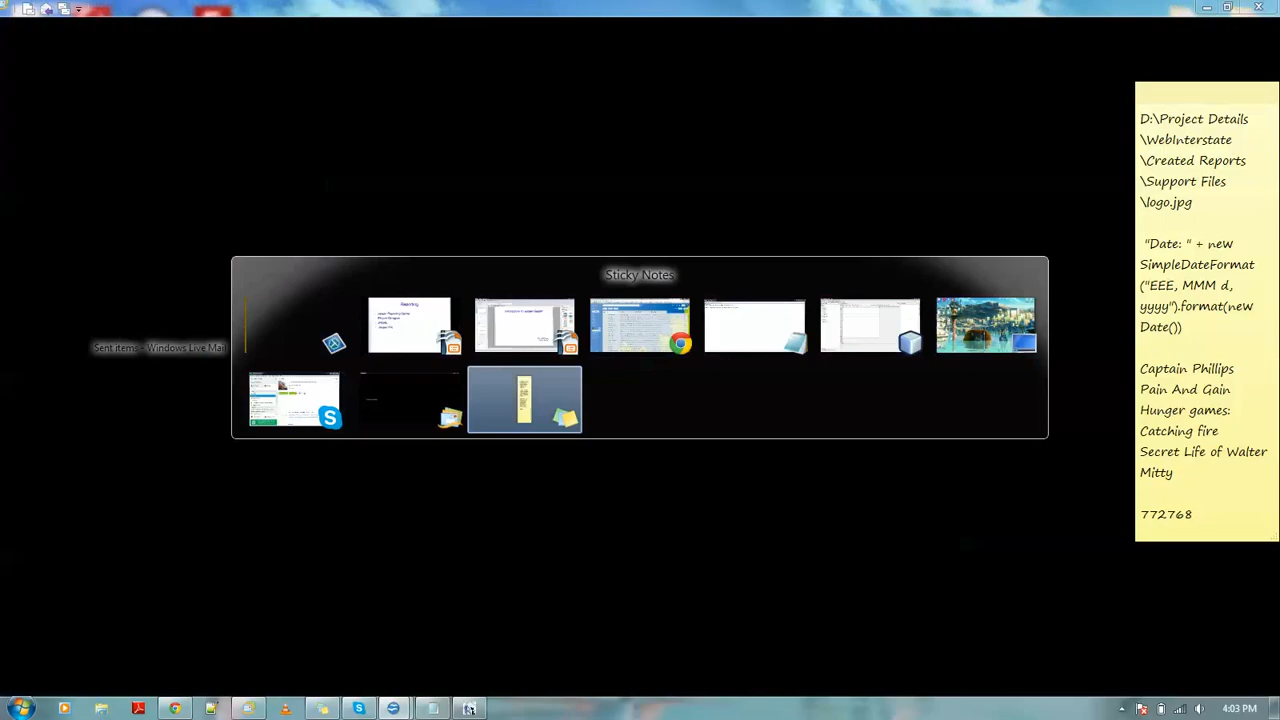 D:\Project Details
\WebInterstate
\Created Reports
\Support Files
\logo.jpg
"Date: " + new
SimpleDateFormat
("EEE, MMM d,
yyyy").format(new
Date())
Captain Phillips
Pain And Gain
Hunger games:
Catching fire
Secret Life of Walter
Mitty
772768
Sticky Notes
Reporting
Sent items - Windows Live Mail
4:03 PM